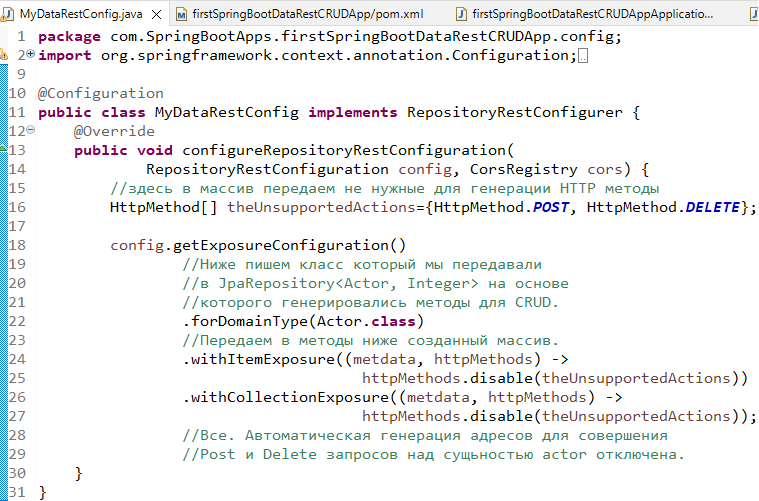 MyDataRestConfig.java firstSpringBootDataRestCRUDApp/pom.xml firstSpringBootDataRestCRUDAppApplicatio...
1 package com.SpringBootApps.firstSpringBootDataRestCRUDApp.config;
2 import org.springframework.context.annotation.Configuration;
9
10 @Configuration
11 public class MyDataRestConfig implements RepositoryRestConfigurer {
12 @Override
13 public void configureRepositoryRestConfiguration(
14 RepositoryRestConfiguration config, CorsRegistry cors) {
15 //здесь в массив передаем не нужные для генерации HTTP методы
16 HttpMethod[] theUnsupportedActions={HttpMethod.POST, HttpMethod.DELETE};
17
18 config.getExposureConfiguration()
19 //Ниже пишем класс который мы передавали
20 //в JpaRepository<Actor, Integer> на основе
21 //которого генерировались методы для CRUD.
22 .forDomainType(Actor.class)
23 //Передаем в методы ниже созданный массив.
24 .withItemExposure((metdata, httpMethods) ->
25 httpMethods.disable(theUnsupportedActions))
26 .withCollectionExposure((metdata, httpMethods) ->
27 httpMethods.disable(theUnsupportedActions));
28 //Все. Автоматическая генерация адресов для совершения
29 //Post и Delete запросов над сущьностью actor отключена.
30 }
31 }